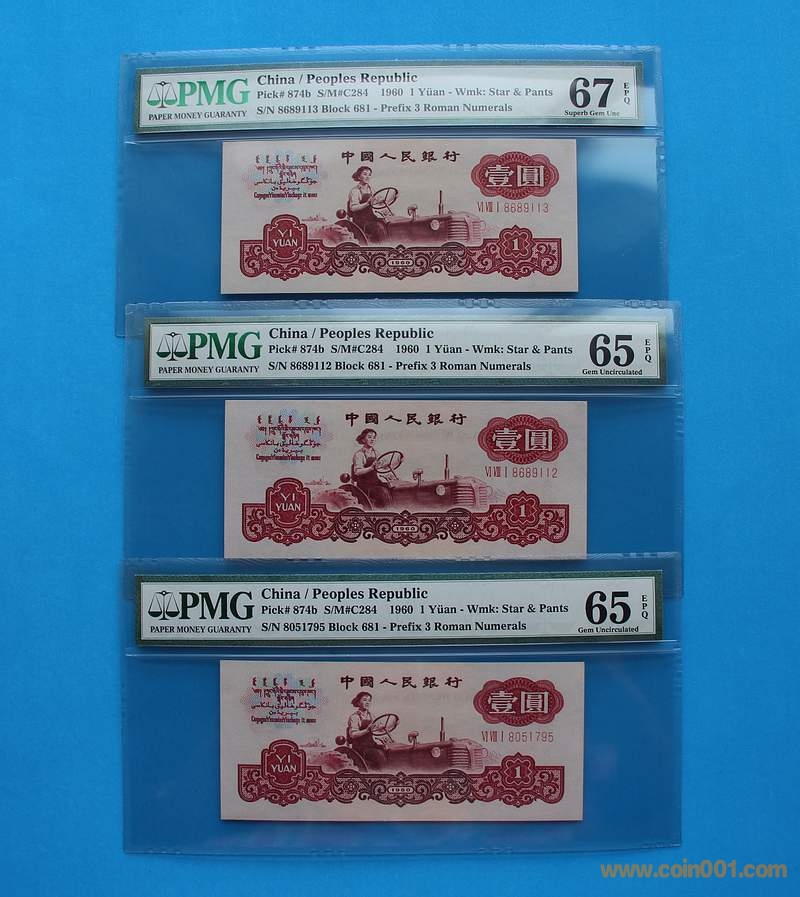 PMG
PAPER MONEY GUARANTY
China / Peoples Republic
Pick# 874b S/M#C284 1960 1 Yüan - Wmk: Star & Pants
S/N 8689113 Block 681 - Prefix 3 Roman Numerals
67 EPQ
Superb Gem Unc
中國人民銀行
壹圓
VI VIII I 8689113
YI
YUAN
1960
1
PMG
PAPER MONEY GUARANTY
China / Peoples Republic
Pick# 874b S/M#C284 1960 1 Yüan - Wmk: Star & Pants
S/N 8689112 Block 681 - Prefix 3 Roman Numerals
65 EPQ
Gem Uncirculated
中國人民銀行
壹圓
VI VIII I 8689112
YI
YUAN
1960
1
PMG
PAPER MONEY GUARANTY
China / Peoples Republic
Pick# 874b S/M#C284 1960 1 Yüan - Wmk: Star & Pants
S/N 8051795 Block 681 - Prefix 3 Roman Numerals
65 EPQ
Gem Uncirculated
中國人民銀行
壹圓
VI VIII I 8051795
YI
YUAN
1960
1
www.coin001.com